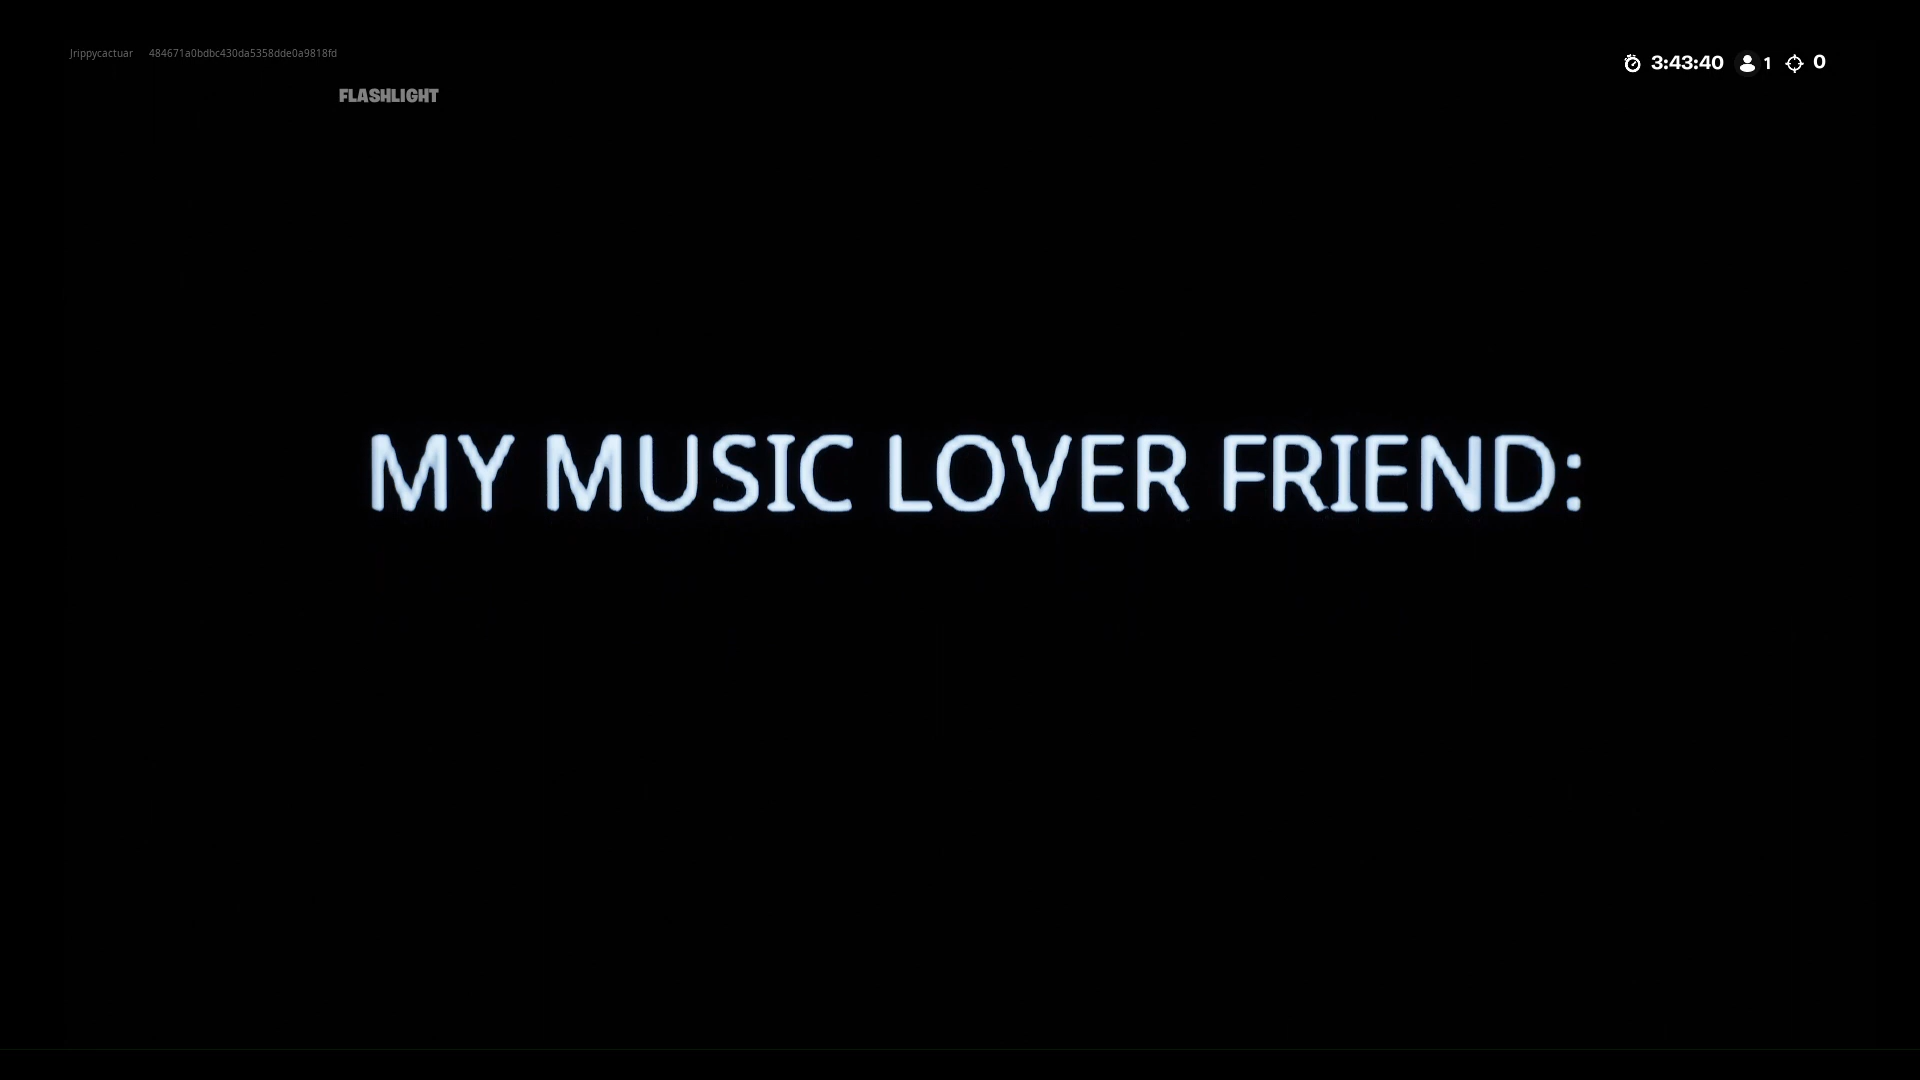 Jrippycactuar 484671a0bdbc430da5358dde0a9818fd
3:43:40 1 0
FLASHLIGHT
MY MUSIC LOVER FRIEND: